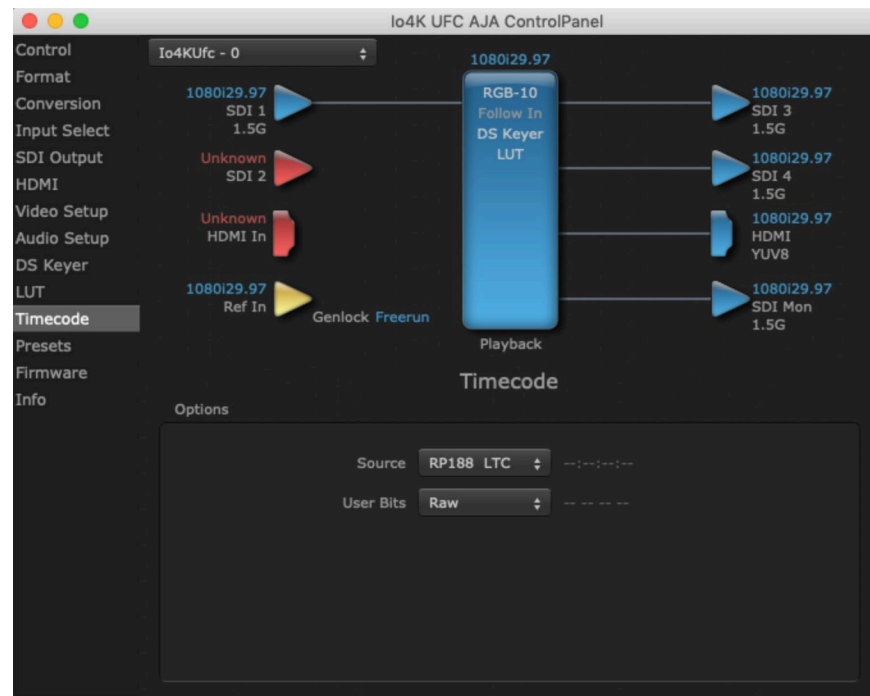 Io4K UFC AJA ControlPanel
Control
Format
Conversion
Input Select
SDI Output
HDMI
Video Setup
Audio Setup
DS Keyer
LUT
Timecode
Presets
Firmware
Info
Io4KUfc - 0
1080i29.97
SDI 1
1.5G
Unknown
SDI 2
Unknown
HDMI In
1080i29.97
Ref In
Genlock Freerun
1080i29.97
RGB-10
Follow In
DS Keyer
LUT
Playback
1080i29.97
SDI 3
1.5G
1080i29.97
SDI 4
1.5G
1080i29.97
HDMI
YUV8
1080i29.97
SDI Mon
1.5G
Timecode
Options
Source RP188 LTC --:--:--:--
User Bits Raw -- -- -- --